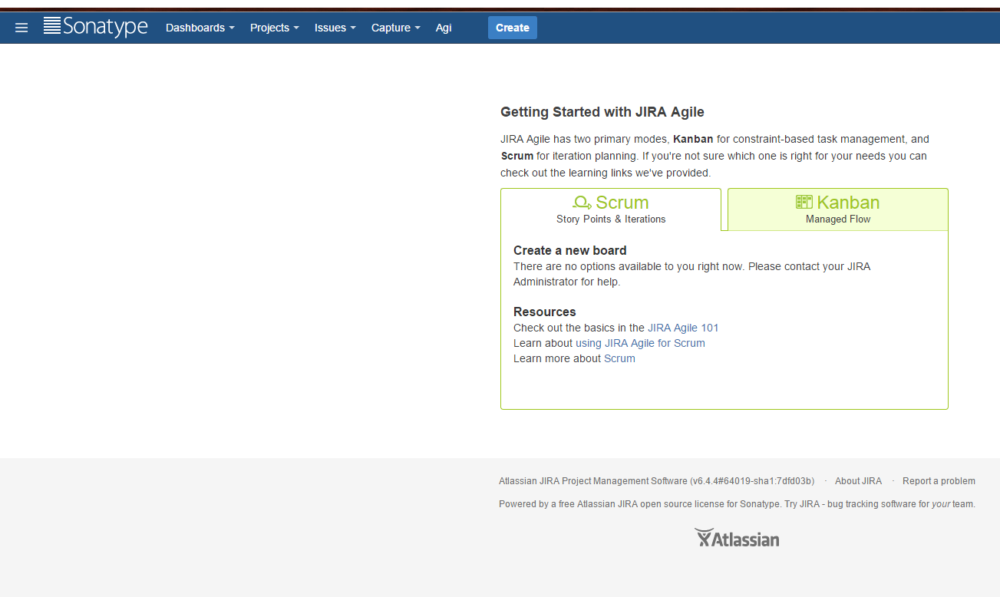 Sonatype Dashboards Projects Issues Capture Agi Create
Getting Started with JIRA Agile
JIRA Agile has two primary modes, Kanban for constraint-based task management, and
Scrum for iteration planning. If you're not sure which one is right for your needs you can
check out the learning links we've provided.
Scrum
Story Points & Iterations
Kanban
Managed Flow
Create a new board
There are no options available to you right now. Please contact your JIRA
Administrator for help.
Resources
Check out the basics in the JIRA Agile 101
Learn about using JIRA Agile for Scrum
Learn more about Scrum
Atlassian JIRA Project Management Software (v6.4.4#64019-sha1:7dfd03b) · About JIRA · Report a problem
Powered by a free Atlassian JIRA open source license for Sonatype. Try JIRA - bug tracking software for your team.
Atlassian